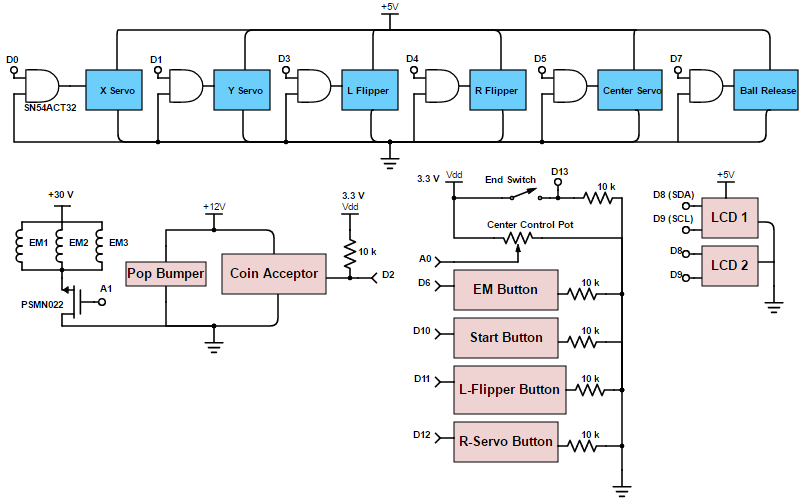 +5V
D0
D1
D3
D4
D5
D7
X Servo
Y Servo
L Flipper
R Flipper
Center Servo
Ball Release
SN54ACT32
+30 V
EM1
EM2
EM3
PSMN022
A1
+12V
3.3 V
Vdd
10 k
Pop Bumper
Coin Acceptor
D2
3.3 V
Vdd
End Switch
D13
10 k
Center Control Pot
A0
D6
EM Button
10 k
D10
Start Button
10 k
D11
L-Flipper Button
10 k
D12
R-Servo Button
10 k
+5V
D8 (SDA)
D9 (SCL)
LCD 1
D8
D9
LCD 2